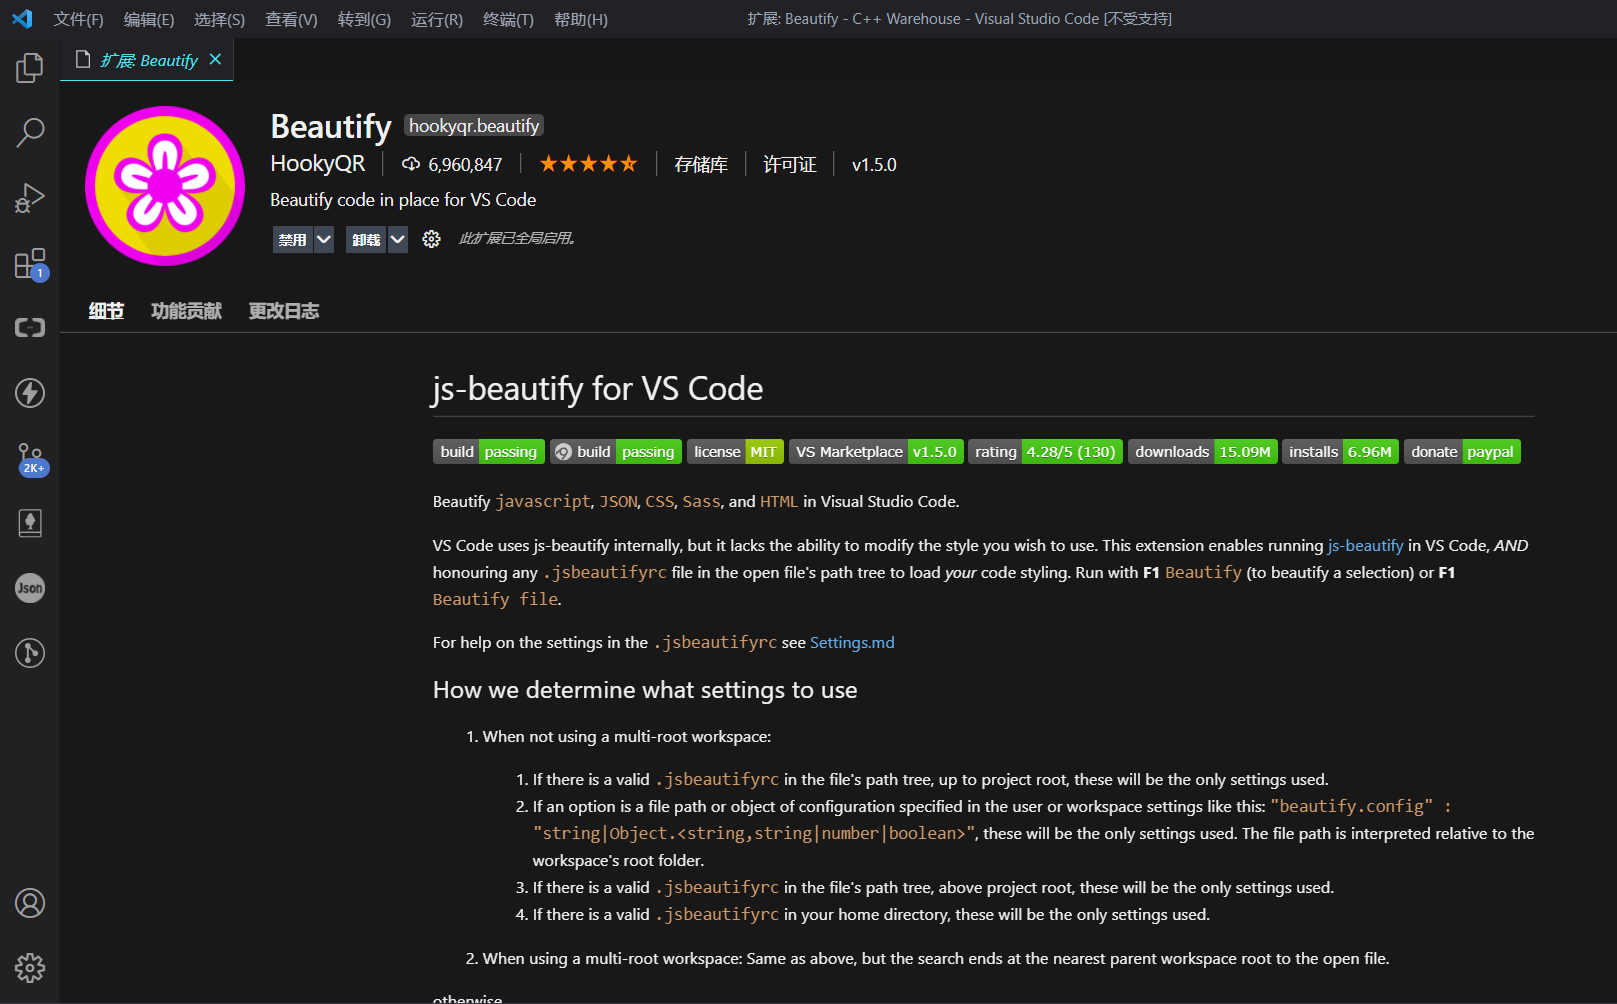 文件(F) 编辑(E) 选择(S) 查看(V) 转到(G) 运行(R) 终端(T) 帮助(H) 扩展: Beautify - C++ Warehouse - Visual Studio Code [不受支持]
扩展: Beautify
Beautify hookyqr.beautify
HookyQR 6,960,847 存储库 许可证 v1.5.0
Beautify code in place for VS Code
禁用 卸载 此扩展已全局启用。
1
细节 功能贡献 更改日志
js-beautify for VS Code
build passing build passing license MIT VS Marketplace v1.5.0 rating 4.28/5 (130) downloads 15.09M installs 6.96M donate paypal
2K+
Beautify javascript, JSON, CSS, Sass, and HTML in Visual Studio Code.
VS Code uses js-beautify internally, but it lacks the ability to modify the style you wish to use. This extension enables running js-beautify in VS Code, AND
honouring any .jsbeautifyrc file in the open file's path tree to load your code styling. Run with F1 Beautify (to beautify a selection) or F1
Beautify file.
Json
For help on the settings in the .jsbeautifyrc see Settings.md
How we determine what settings to use
1. When not using a multi-root workspace:
1. If there is a valid .jsbeautifyrc in the file's path tree, up to project root, these will be the only settings used.
2. If an option is a file path or object of configuration specified in the user or workspace settings like this: "beautify.config" :
"string|Object.<string,string|number|boolean>", these will be the only settings used. The file path is interpreted relative to the
workspace's root folder.
3. If there is a valid .jsbeautifyrc in the file's path tree, above project root, these will be the only settings used.
4. If there is a valid .jsbeautifyrc in your home directory, these will be the only settings used.
2. When using a multi-root workspace: Same as above, but the search ends at the nearest parent workspace root to the open file.
otherwise